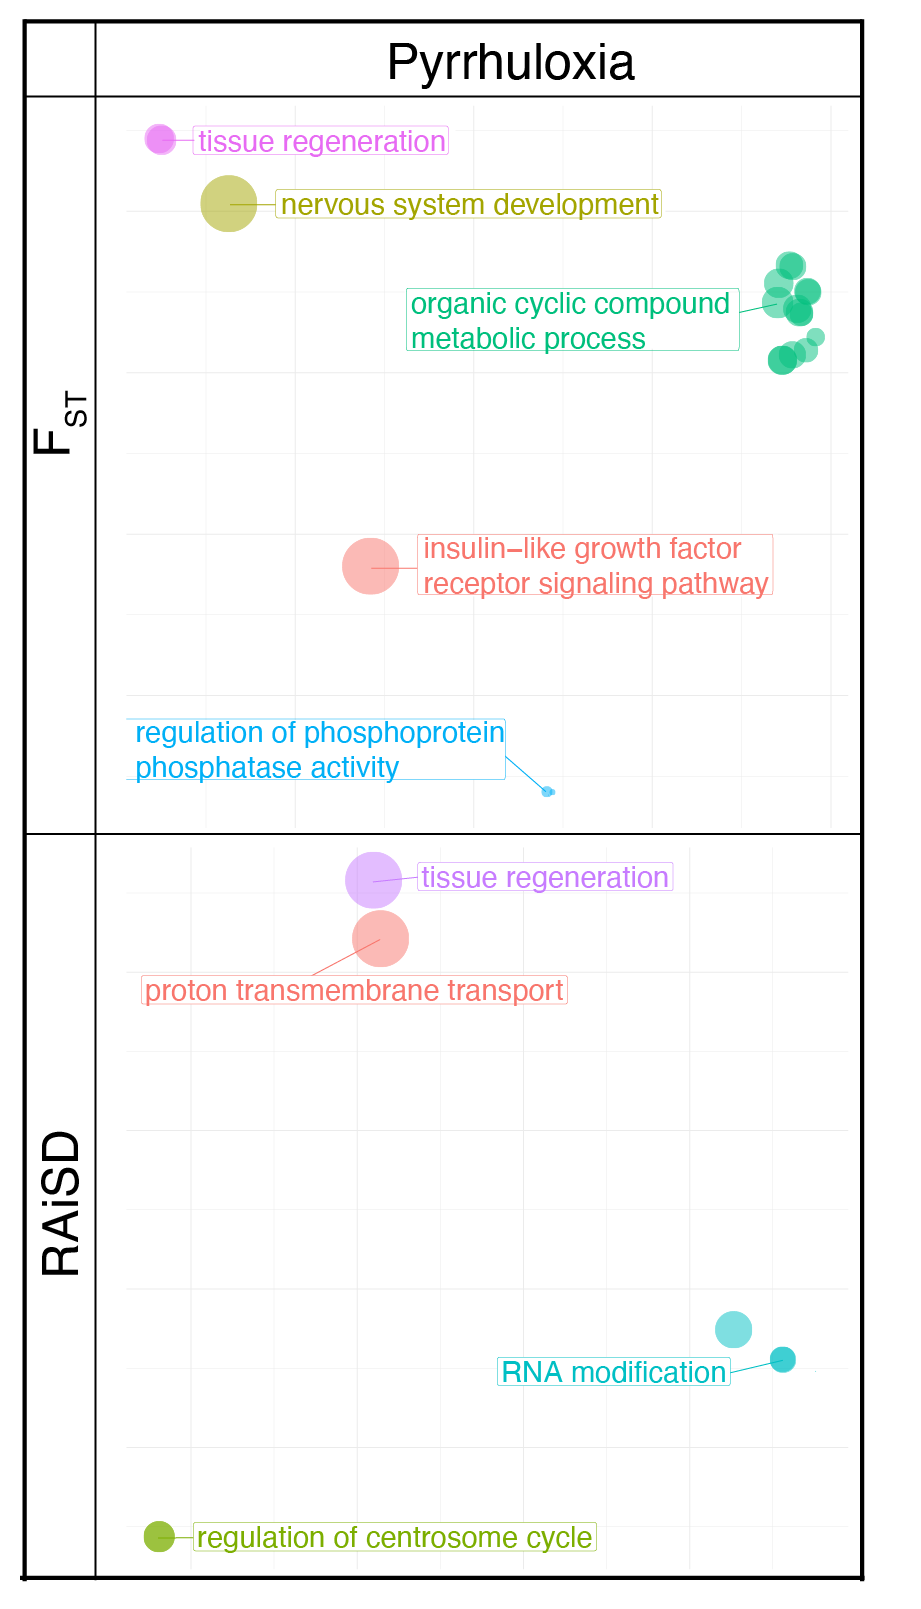 Pyrrhuloxia
F_ST
tissue regeneration
nervous system development
organic cyclic compound
metabolic process
insulin−like growth factor
receptor signaling pathway
regulation of phosphoprotein
phosphatase activity
RAiSD
tissue regeneration
proton transmembrane transport
RNA modification
regulation of centrosome cycle